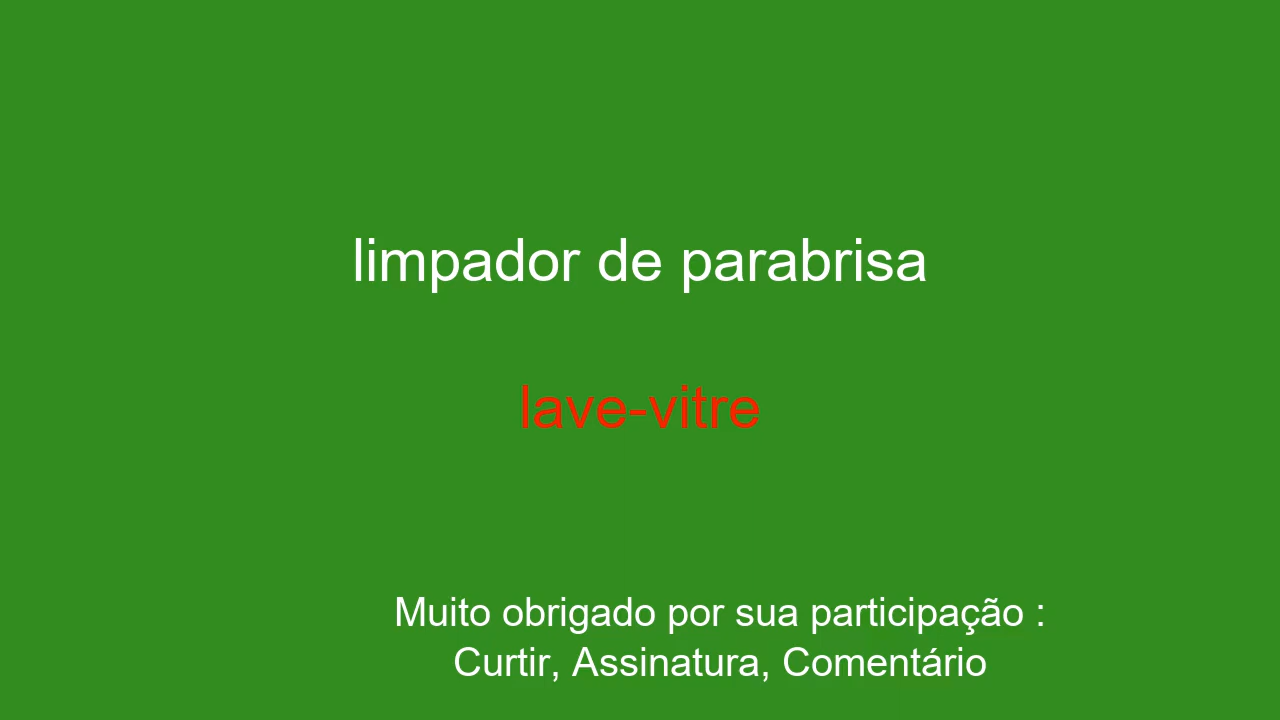 limpador de parabrisa
lave-vitre
Muito obrigado por sua participação :
Curtir, Assinatura, Comentário